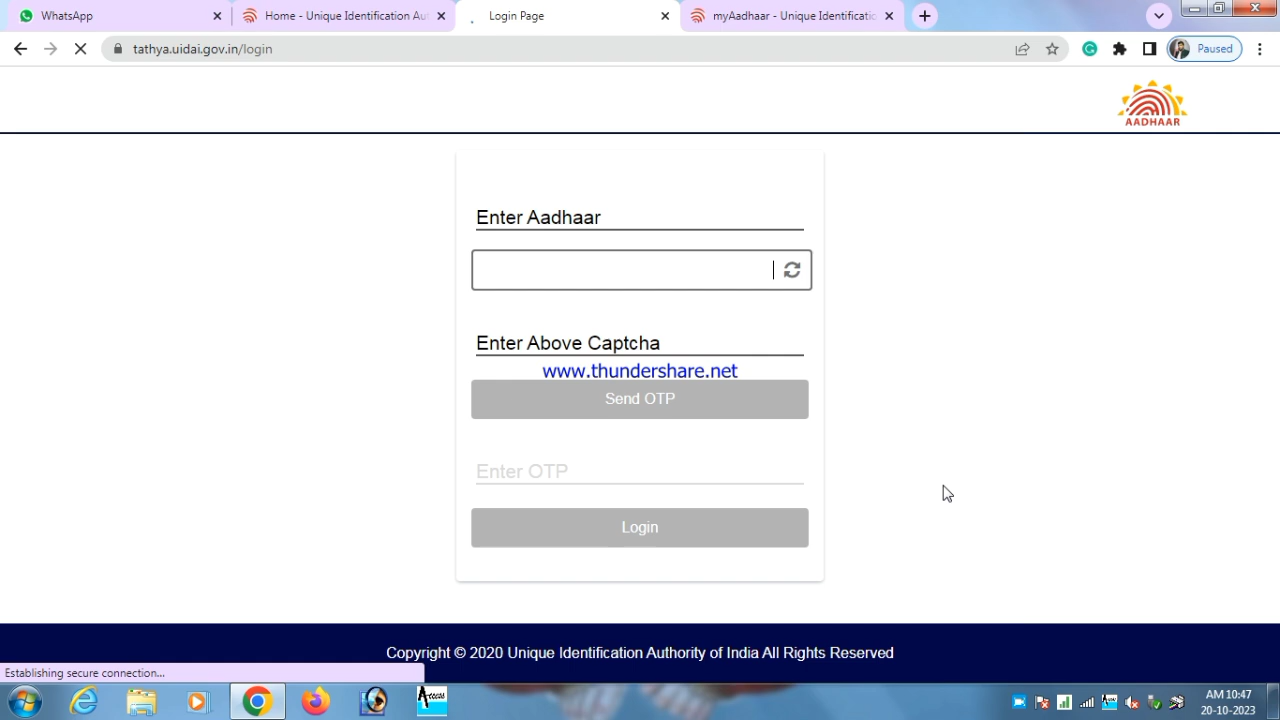 WhatsApp
Home - Unique Identification Aut
Login Page
myAadhaar - Unique Identificatio
tathya.uidai.gov.in/login
Paused
AADHAAR
Enter Aadhaar
Enter Above Captcha
www.thundershare.net
Send OTP
Enter OTP
Login
Copyright © 2020 Unique Identification Authority of India All Rights Reserved
Establishing secure connection...
AM 10:47
20-10-2023